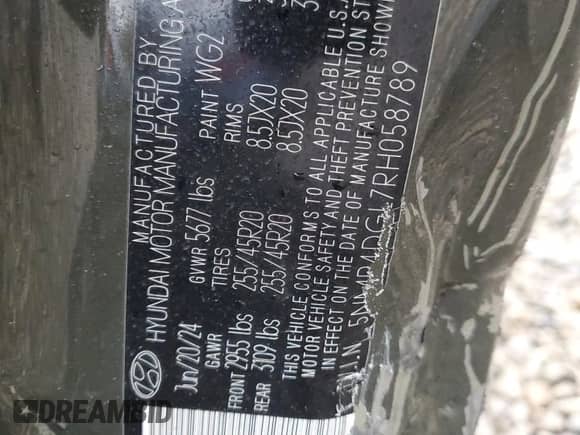 MANUFACTURED BY
HYUNDAI MOTOR MANUFACTURING
Jun/20/24 GVWR 5677 lbs PAINT WG2
GAWR TIRES RIMS
FRONT 2955 lbs 255/45R20 8.5JX20
REAR 3109 lbs 255/45R20 8.5JX20
THIS VEHICLE CONFORMS TO ALL APPLICABLE U.S.A
MOTOR VEHICLE SAFETY AND THEFT PREVENTION
IN EFFECT ON THE DATE OF MANUFACTURE SHOWN
V.I.N. 7RH058789
DREAMBID